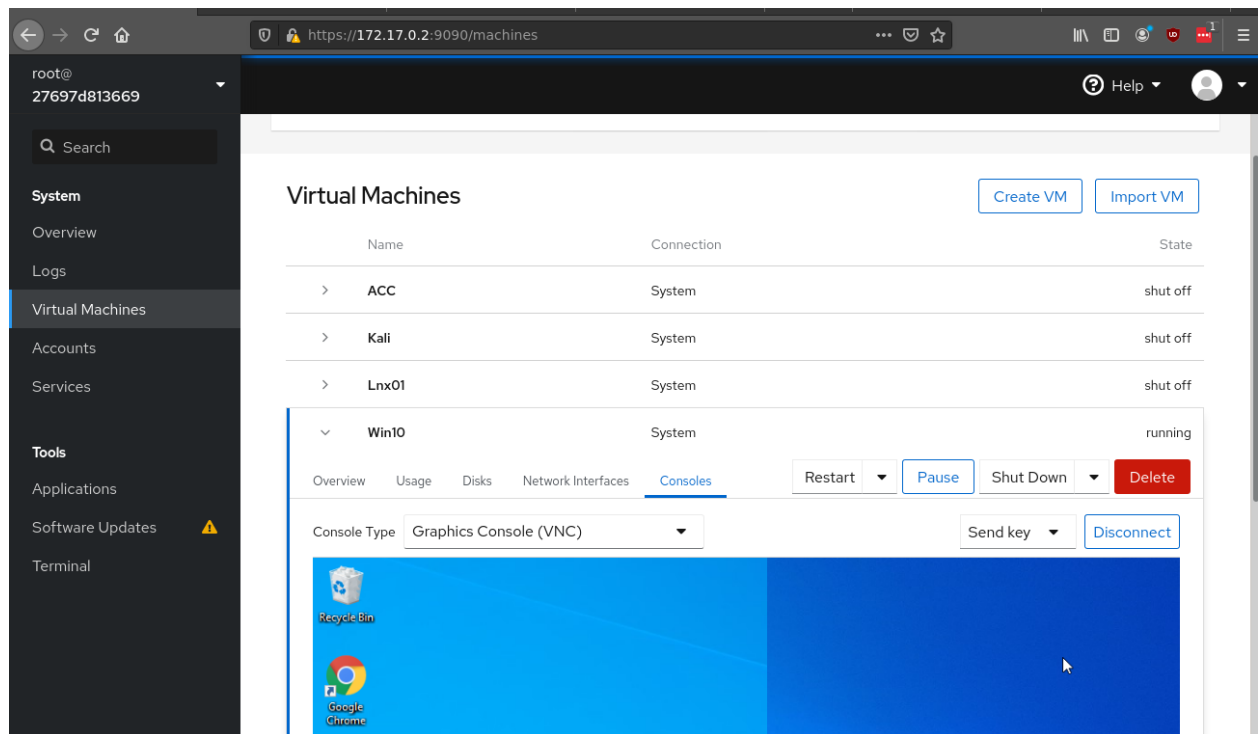 https://172.17.0.2:9090/machines
1
root@
27697d813669
Help
Search
System
Overview
Logs
Virtual Machines
Accounts
Services
Tools
Applications
Software Updates
Terminal
Virtual Machines
Create VM
Import VM
Name Connection State
ACC System shut off
Kali System shut off
Lnx01 System shut off
Win10 System running
Overview Usage Disks Network Interfaces Consoles
Restart Pause Shut Down Delete
Console Type Graphics Console (VNC) Send key Disconnect
Recycle Bin
Google
Chrome